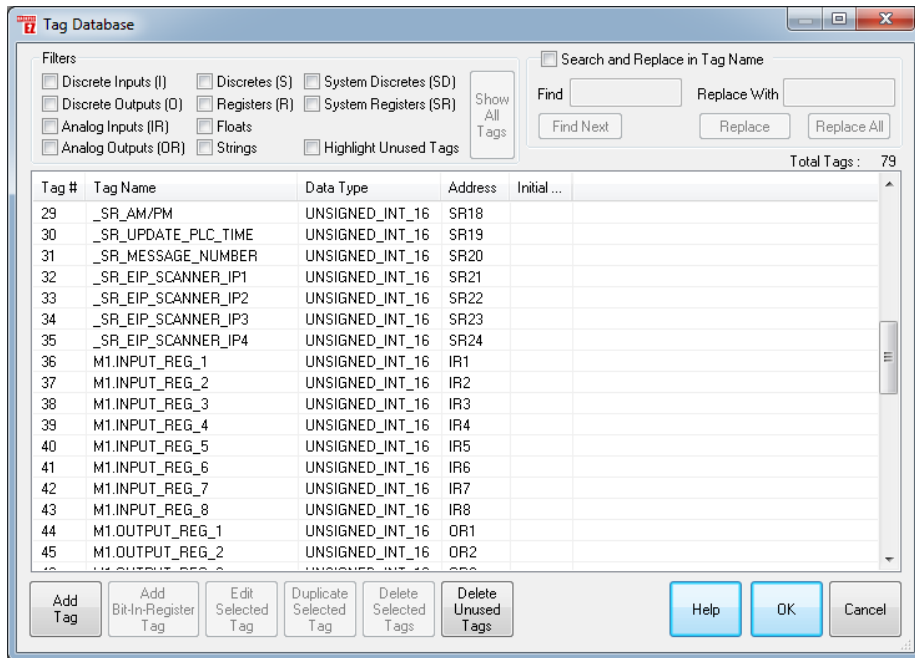 Tag Database
Filters
Discrete Inputs (I) Discretes (S) System Discretes (SD)
Discrete Outputs (O) Registers (R) System Registers (SR)
Analog Inputs (IR) Floats
Analog Outputs (OR) Strings Highlight Unused Tags
Show
All
Tags
Search and Replace in Tag Name
Find Replace With
Find Next Replace Replace All
Total Tags : 79
Tag # Tag Name Data Type Address Initial ...
29 _SR_AM/PM UNSIGNED_INT_16 SR18
30 _SR_UPDATE_PLC_TIME UNSIGNED_INT_16 SR19
31 _SR_MESSAGE_NUMBER UNSIGNED_INT_16 SR20
32 _SR_EIP_SCANNER_IP1 UNSIGNED_INT_16 SR21
33 _SR_EIP_SCANNER_IP2 UNSIGNED_INT_16 SR22
34 _SR_EIP_SCANNER_IP3 UNSIGNED_INT_16 SR23
35 _SR_EIP_SCANNER_IP4 UNSIGNED_INT_16 SR24
36 M1.INPUT_REG_1 UNSIGNED_INT_16 IR1
37 M1.INPUT_REG_2 UNSIGNED_INT_16 IR2
38 M1.INPUT_REG_3 UNSIGNED_INT_16 IR3
39 M1.INPUT_REG_4 UNSIGNED_INT_16 IR4
40 M1.INPUT_REG_5 UNSIGNED_INT_16 IR5
41 M1.INPUT_REG_6 UNSIGNED_INT_16 IR6
42 M1.INPUT_REG_7 UNSIGNED_INT_16 IR7
43 M1.INPUT_REG_8 UNSIGNED_INT_16 IR8
44 M1.OUTPUT_REG_1 UNSIGNED_INT_16 OR1
45 M1.OUTPUT_REG_2 UNSIGNED_INT_16 OR2
Add
Tag
Add
Bit-In-Register
Tag
Edit
Selected
Tag
Duplicate
Selected
Tag
Delete
Selected
Tags
Delete
Unused
Tags
Help OK Cancel